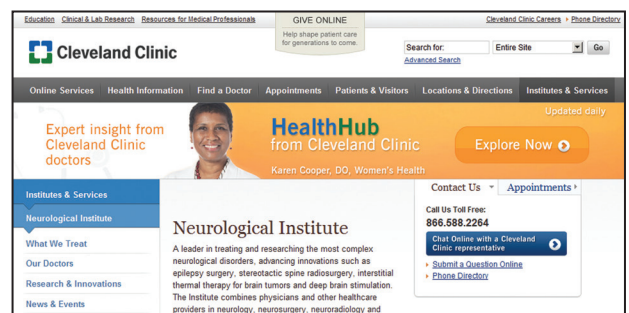 Education Clinical & Lab Research Resources for Medical Professionals
GIVE ONLINE
Help shape patient care
for generations to come.
Cleveland Clinic Careers Phone Directory
Cleveland Clinic
Search for: Entire Site Go
Advanced Search
Online Services Health Information Find a Doctor Appointments Patients & Visitors Locations & Directions Institutes & Services
Updated daily
Expert insight from
Cleveland Clinic
doctors
HealthHub
from Cleveland Clinic
Karen Cooper, DO, Women's Health
Explore Now
Institutes & Services
Neurological Institute
What We Treat
Our Doctors
Research & Innovations
News & Events
Neurological Institute
A leader in treating and researching the most complex
neurological disorders, advancing innovations such as
epilepsy surgery, stereotactic spine radiosurgery, interstitial
thermal therapy for brain tumors and deep brain stimulation.
The Institute combines physicians and other healthcare
providers in neurology, neurosurgery, neuroradiology and
Contact Us Appointments
Call Us Toll Free:
866.588.2264
Chat Online with a Cleveland
Clinic representative
Submit a Question Online
Phone Directory